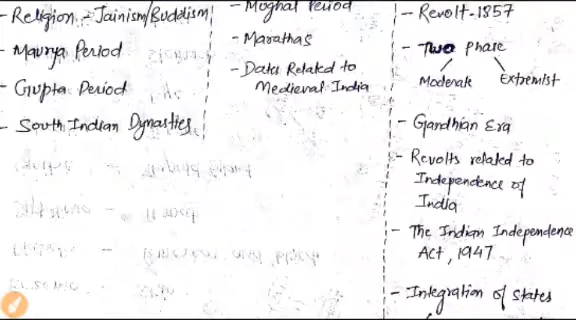 - Religion - Jainism/Buddism
- Maurya Period
- Gupta Period
- South Indian Dynasties
- Moghal Period
- Marathas
- Data Related to
Medieval India
- Revolt-1857
- Two Phase
Moderate Extremist
- Gandhian Era
- Revolts related to
Independence of
India
- The Indian Independence
Act, 1947
- Integration of States